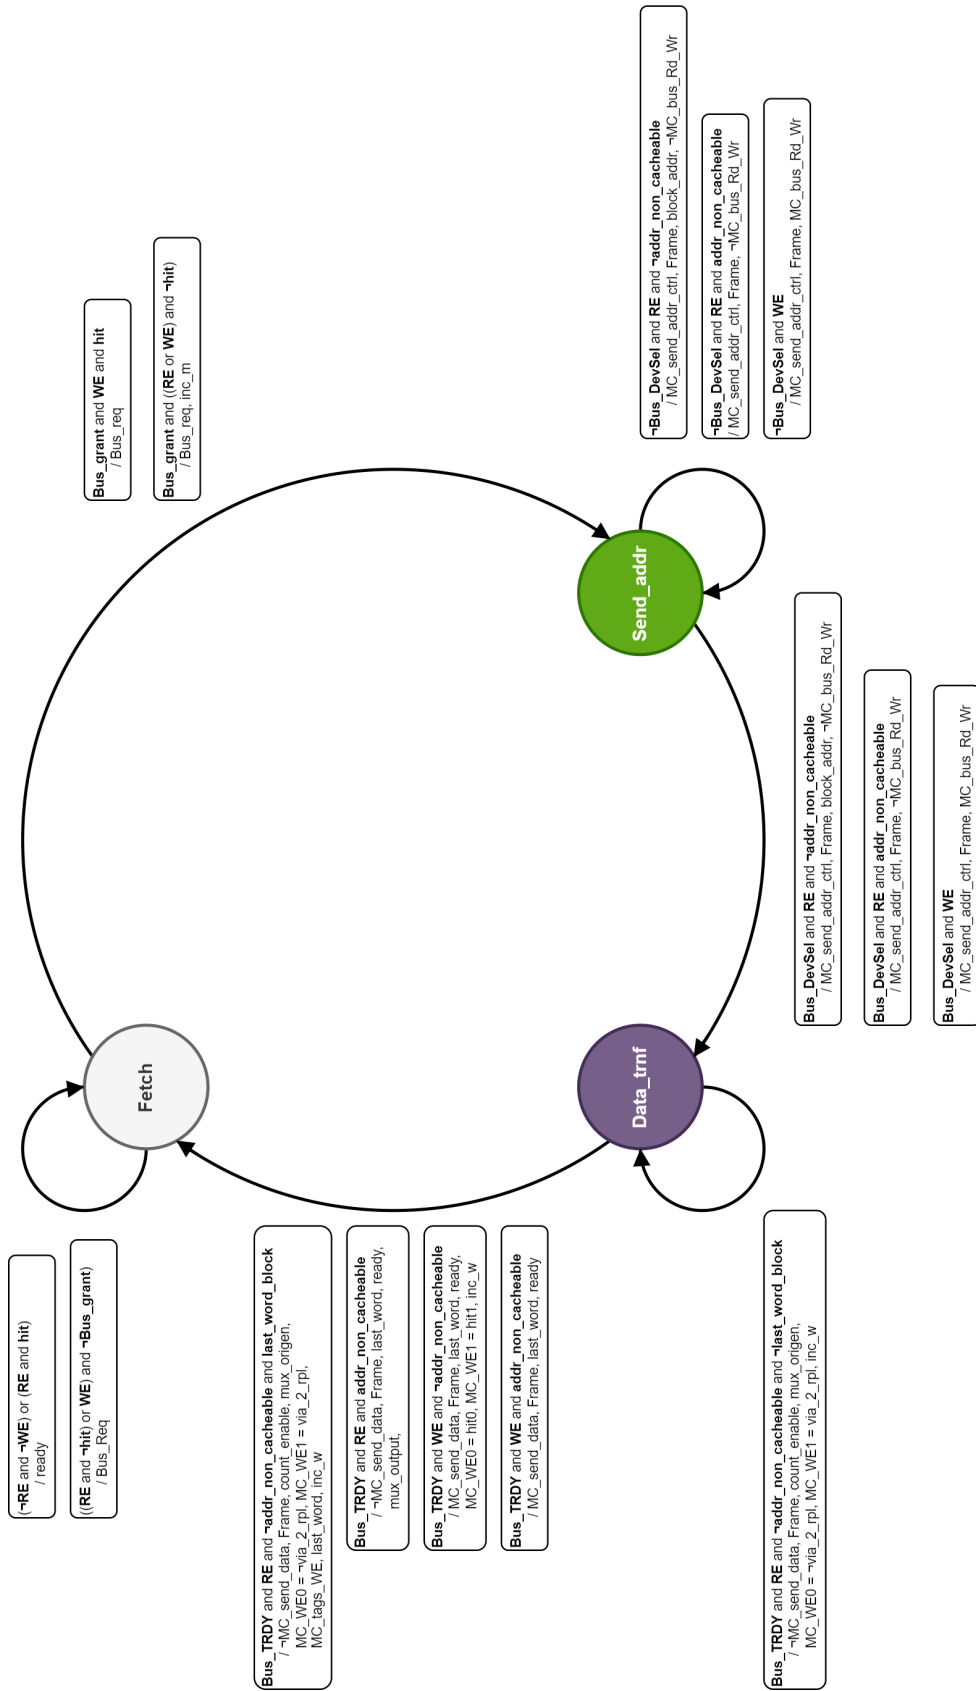 (¬RE and ¬WE) or (RE and hit)
/ ready
((RE and ¬hit) or WE) and ¬Bus_grant)
/ Bus_Req
Fetch
Bus_grant and WE and hit
/ Bus_req
Bus_grant and ((RE or WE) and ¬hit)
/ Bus_req, inc_m
Bus_TRDY and RE and ¬addr_non_cacheable and last_word_block
/ ¬MC_send_data, Frame, count_enable, mux_origen,
MC_WE0 = ¬via_2_rpl, MC_WE1 = via_2_rpl,
MC_tags_WE, last_word, inc_w
Bus_TRDY and RE and addr_non_cacheable
/ ¬MC_send_data, Frame, last_word, ready,
mux_output,
Bus_TRDY and WE and ¬addr_non_cacheable
/ MC_send_data, Frame, last_word, ready,
MC_WE0 = hit0, MC_WE1 = hit1, inc_w
Bus_TRDY and WE and addr_non_cacheable
/ MC_send_data, Frame, last_word, ready
Data_trnf
Send_addr
¬Bus_DevSel and RE and ¬addr_non_cacheable
/ MC_send_addr_ctrl, Frame, block_addr, ¬MC_bus_Rd_Wr
¬Bus_DevSel and RE and addr_non_cacheable
/ MC_send_addr_ctrl, Frame, ¬MC_bus_Rd_Wr
¬Bus_DevSel and WE
/ MC_send_addr_ctrl, Frame, MC_bus_Rd_Wr
Bus_TRDY and RE and ¬addr_non_cacheable and ¬last_word_block
/ ¬MC_send_data, Frame, count_enable, mux_origen,
MC_WE0 = ¬via_2_rpl, MC_WE1 = via_2_rpl, inc_w
Bus_DevSel and RE and ¬addr_non_cacheable
/ MC_send_addr_ctrl, Frame, block_addr, ¬MC_bus_Rd_Wr
Bus_DevSel and RE and addr_non_cacheable
/ MC_send_addr_ctrl, Frame, ¬MC_bus_Rd_Wr
Bus_DevSel and WE
/ MC_send_addr_ctrl, Frame, MC_bus_Rd_Wr